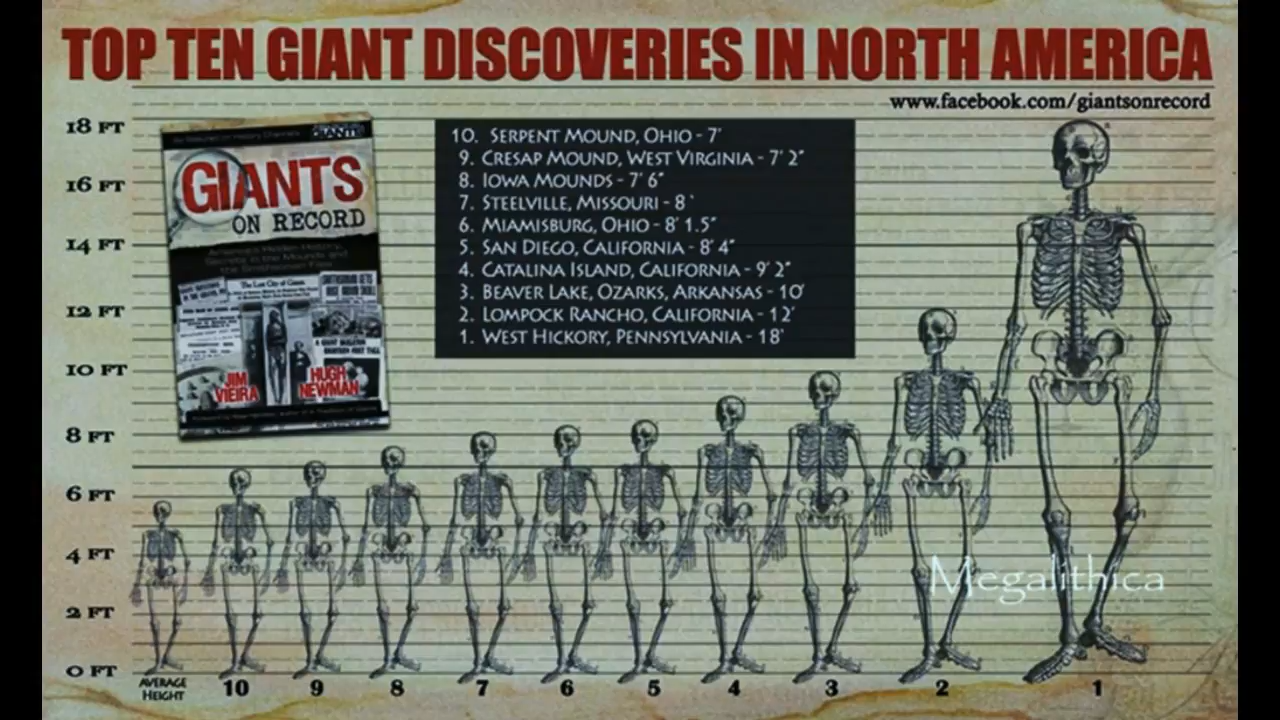 TOP TEN GIANT DISCOVERIES IN NORTH AMERICA
www.facebook.com/giantsonrecord
18 FT
16 FT
14 FT
12 FT
10 FT
8 FT
6 FT
4 FT
2 FT
0 FT
GIANTS
ON RECORD
JIM
VIEIRA
HUGH
NEWMAN
10. SERPENT MOUND, OHIO - 7'
9. CRESAP MOUND, WEST VIRGINIA - 7' 2"
8. IOWA MOUNDS - 7' 6"
7. STEELVILLE, MISSOURI - 8 '
6. MIAMISBURG, OHIO - 8' 1.5"
5. SAN DIEGO, CALIFORNIA - 8' 4"
4. CATALINA ISLAND, CALIFORNIA - 9' 2"
3. BEAVER LAKE, OZARKS, ARKANSAS - 10'
2. LOMPOCK RANCHO, CALIFORNIA - 12'
1. WEST HICKORY, PENNSYLVANIA - 18'
Megalithica
AVERAGE
HEIGHT
10 9 8 7 6 5 4 3 2 1